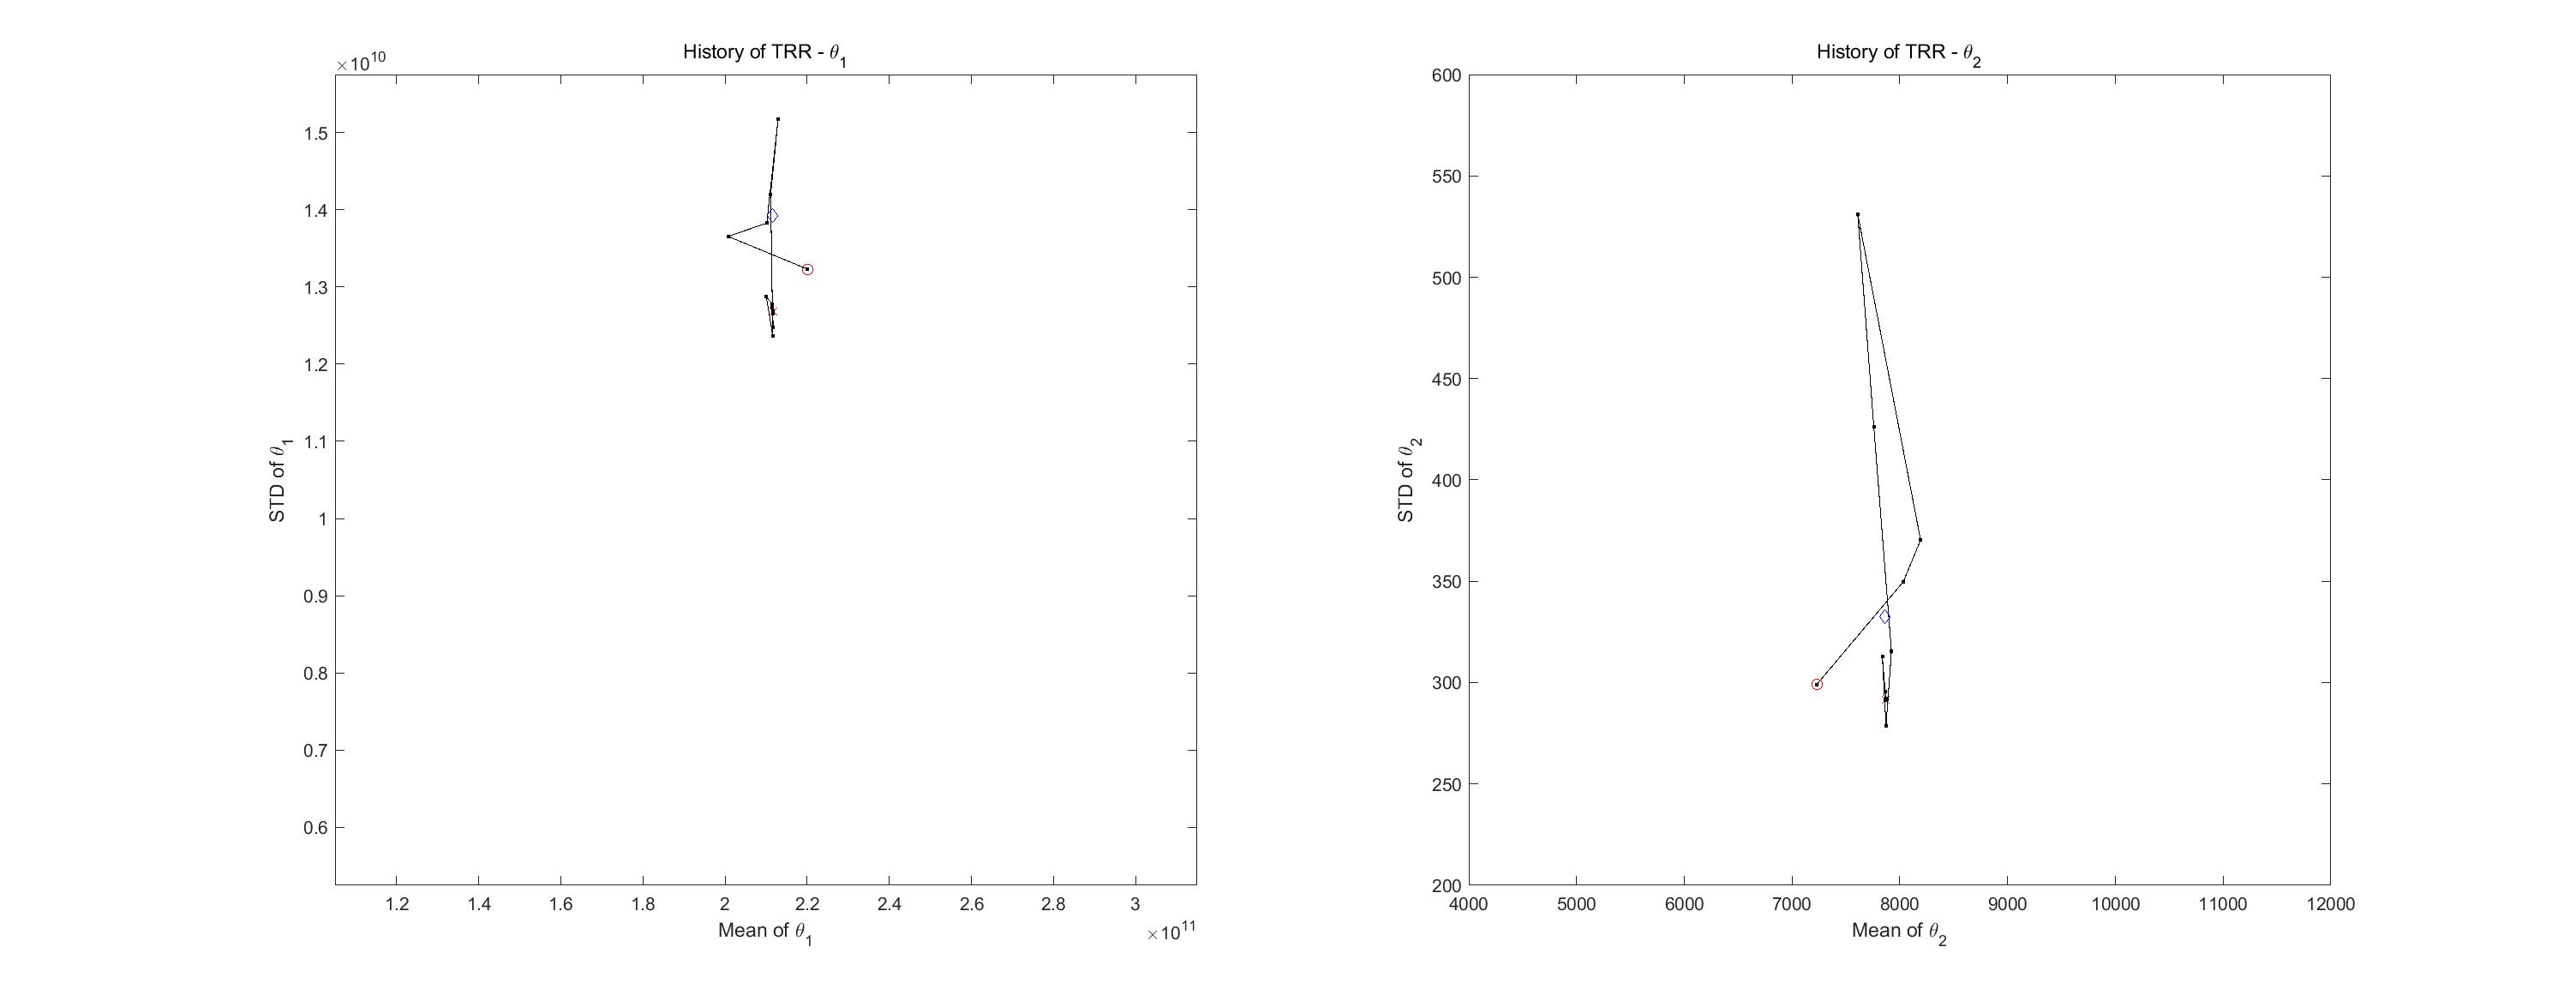 History of TRR - θ1
×10^10
1.5
1.4
1.3
1.2
1.1
1
0.9
0.8
0.7
0.6
STD of θ1
1.2 1.4 1.6 1.8 2 2.2 2.4 2.6 2.8 3
Mean of θ1
×10^11
History of TRR - θ2
600
550
500
450
400
350
300
250
200
STD of θ2
4000 5000 6000 7000 8000 9000 10000 11000 12000
Mean of θ2